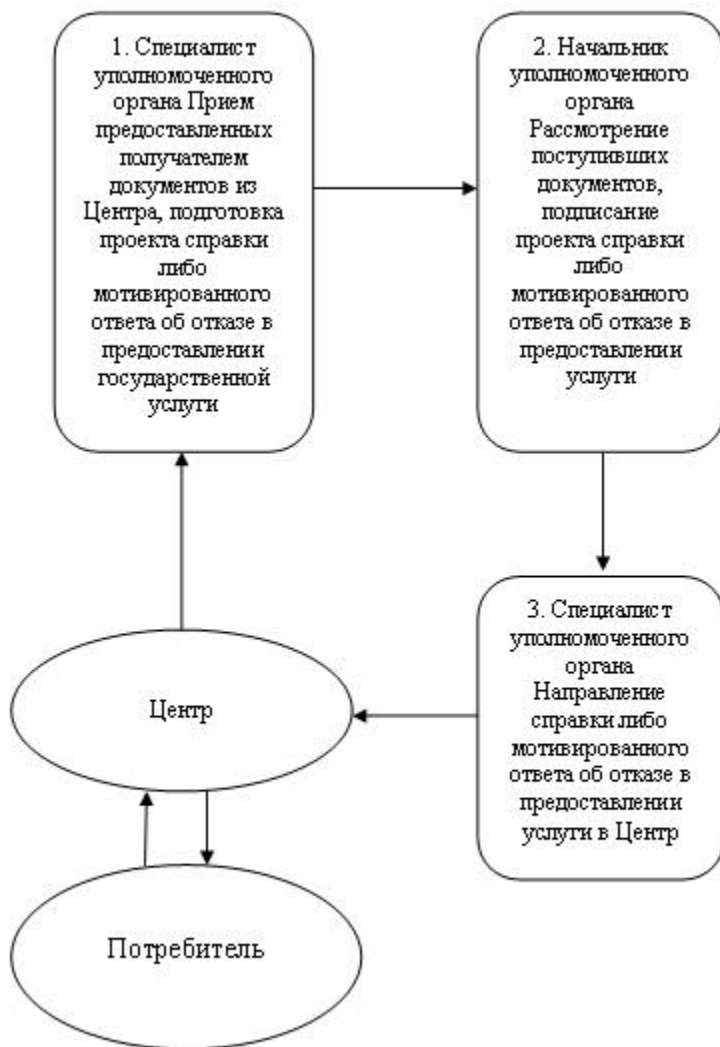 1. Специалист
уполномоченного
органа Прием
предоставленных
получателем
документов из
Центра, подготовка
проекта справки
либо
мотивированного
ответа об отказе в
предоставлении
государственной
услуги
2. Начальник
уполномоченного
органа
Рассмотрение
поступивших
документов,
подписание
проекта справки
либо
мотивированного
ответа об отказе в
предоставлении
услуги
3. Специалист
уполномоченного
органа
Направление
справки либо
мотивированного
ответа об отказе в
предоставлении
услуги в Центр
Центр
Потребитель